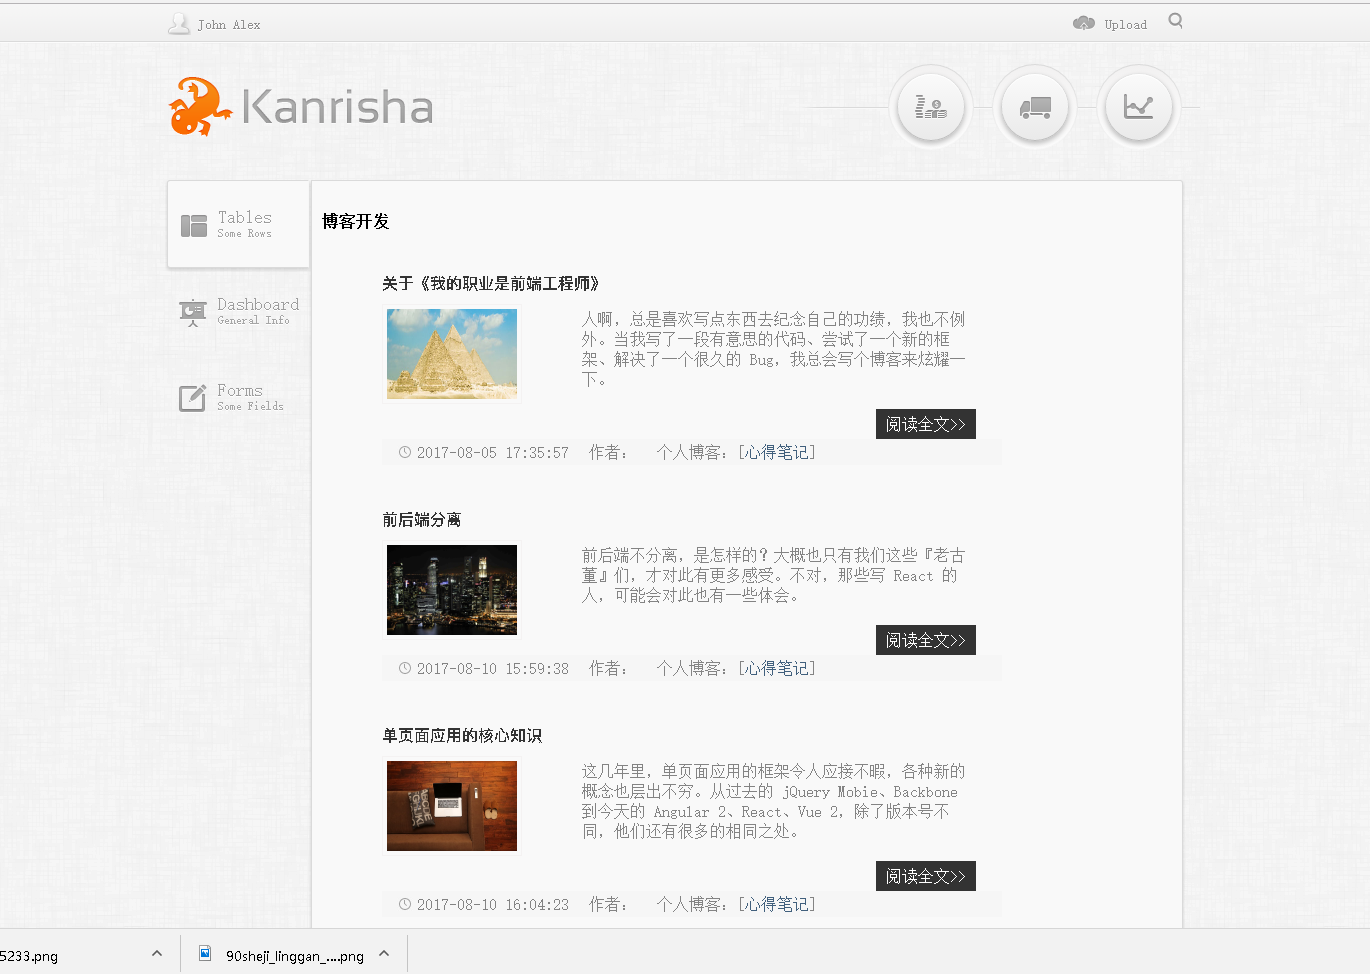 John Alex
Upload
Kanrisha
Tables
Some Rows
Dashboard
General Info
Forms
Some Fields
博客开发
关于《我的职业是前端工程师》
人啊，总是喜欢写点东西去纪念自己的功绩，我也不例
外。当我写了一段有意思的代码、尝试了一个新的框
架、解决了一个很久的 Bug，我总会写个博客来炫耀一
下。
阅读全文>>
2017-08-05 17:35:57 作者： 个人博客：[心得笔记]
前后端分离
前后端不分离，是怎样的？大概也只有我们这些『老古
董』们，才对此有更多感受。不对，那些写 React 的
人，可能会对此也有一些体会。
阅读全文>>
2017-08-10 15:59:38 作者： 个人博客：[心得笔记]
单页面应用的核心知识
这几年里，单页面应用的框架令人应接不暇，各种新的
概念也层出不穷。从过去的 jQuery Mobie、Backbone
到今天的 Angular 2、React、Vue 2，除了版本号不
同，他们还有很多的相同之处。
阅读全文>>
2017-08-10 16:04:23 作者： 个人博客：[心得笔记]
5233.png
90sheji_linggan_....png